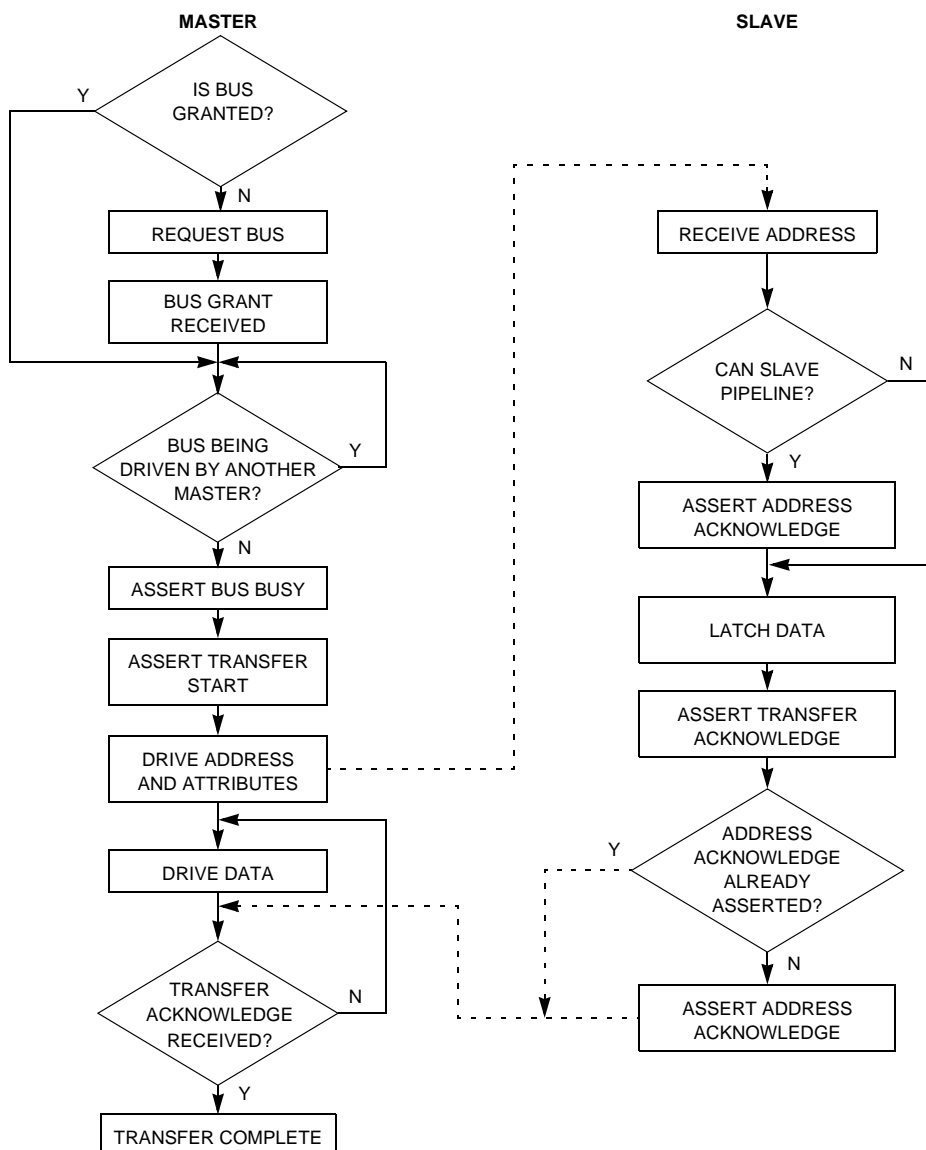 MASTER
Y
IS BUS
GRANTED?
N
REQUEST BUS
BUS GRANT
RECEIVED
BUS BEING
DRIVEN BY ANOTHER
MASTER?
Y
N
ASSERT BUS BUSY
ASSERT TRANSFER
START
DRIVE ADDRESS
AND ATTRIBUTES
DRIVE DATA
TRANSFER
ACKNOWLEDGE
RECEIVED?
N
Y
TRANSFER COMPLETE
SLAVE
RECEIVE ADDRESS
CAN SLAVE
PIPELINE?
N
Y
ASSERT ADDRESS
ACKNOWLEDGE
LATCH DATA
ASSERT TRANSFER
ACKNOWLEDGE
Y
ADDRESS
ACKNOWLEDGE
ALREADY
ASSERTED?
N
ASSERT ADDRESS
ACKNOWLEDGE